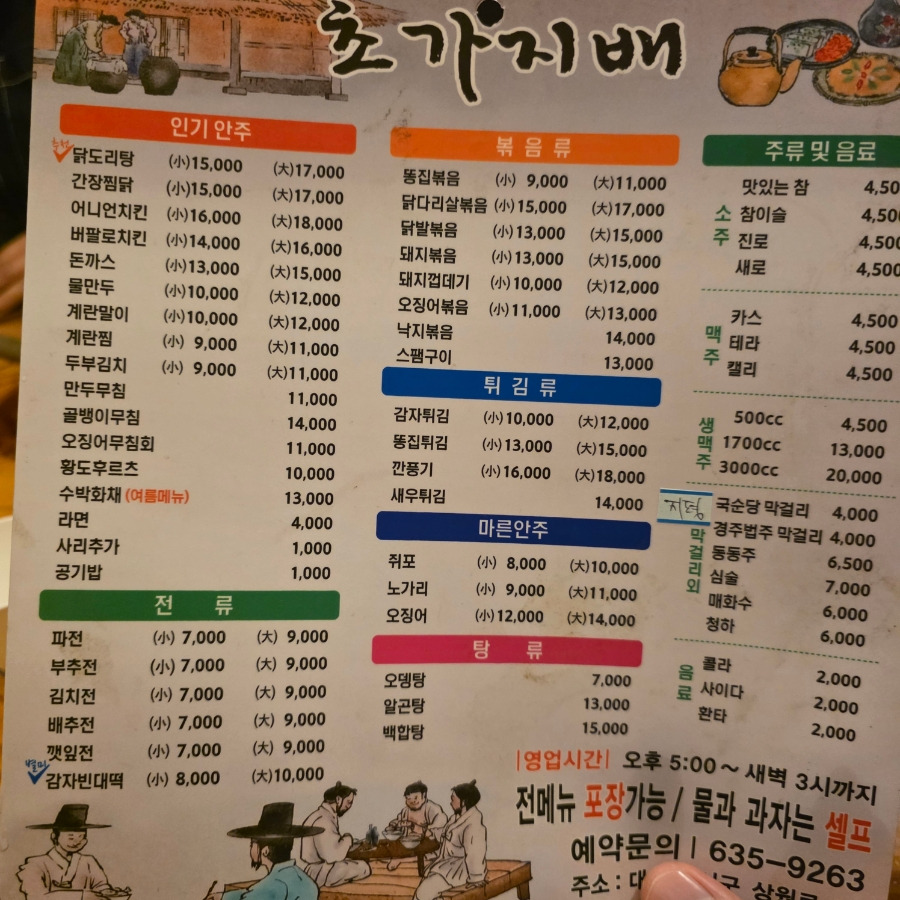 초가지배
인기 안주
추천 닭도리탕 (小)15,000 (大)17,000
간장찜닭 (小)15,000 (大)17,000
어니언치킨 (小)16,000 (大)18,000
버팔로치킨 (小)14,000 (大)16,000
돈까스 (小)13,000 (大)15,000
물만두 (小)10,000 (大)12,000
계란말이 (小)10,000 (大)12,000
계란찜 (小) 9,000 (大)11,000
두부김치 (小) 9,000 (大)11,000
만두무침 11,000
골뱅이무침 14,000
오징어무침회 11,000
황도후르츠 10,000
수박화채 (여름메뉴) 13,000
라면 4,000
사리추가 1,000
공기밥 1,000
전 류
파전 (小) 7,000 (大) 9,000
부추전 (小) 7,000 (大) 9,000
김치전 (小) 7,000 (大) 9,000
배추전 (小) 7,000 (大) 9,000
깻잎전 (小) 7,000 (大) 9,000
별미 감자빈대떡 (小) 8,000 (大)10,000
볶 음 류
똥집볶음 (小) 9,000 (大)11,000
닭다리살볶음 (小)15,000 (大)17,000
닭발볶음 (小)13,000 (大)15,000
돼지볶음 (小)13,000 (大)15,000
돼지껍데기 (小)10,000 (大)12,000
오징어볶음 (小)11,000 (大)13,000
낙지볶음 14,000
스팸구이 13,000
튀 김 류
감자튀김 (小)10,000 (大)12,000
똥집튀김 (小)13,000 (大)15,000
깐풍기 (小)16,000 (大)18,000
새우튀김 14,000
마른안주
쥐포 (小) 8,000 (大)10,000
노가리 (小) 9,000 (大)11,000
오징어 (小)12,000 (大)14,000
탕 류
오뎅탕 7,000
알곤탕 13,000
백합탕 15,000
주류 및 음료
소주
맛있는 참 4,50
참이슬 4,500
진로 4,500
새로 4,500
맥주
카스 4,500
테라 4,500
캘리 4,500
생맥주
500cc 4,500
1700cc 13,000
3000cc 20,000
막걸리외
국순당 막걸리 4,000
경주법주 막걸리 4,000
동동주 6,500
심술 7,000
매화수 6,000
청하 6,000
음료
콜라 2,000
사이다 2,000
환타 2,000
|영업시간| 오후 5:00 ~ 새벽 3시까지
전메뉴 포장가능 / 물과 과자는 셀프
예약문의 | 635-9263
주소 : 대